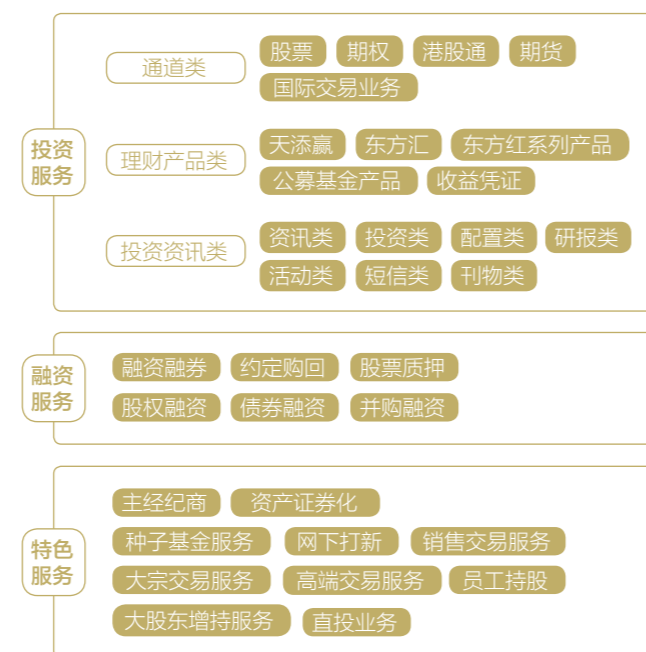 投资
服务
通道类
股票 期权 港股通 期货
国际交易业务
理财产品类
天添赢 东方汇 东方红系列产品
公募基金产品 收益凭证
投资资讯类
资讯类 投资类 配置类 研报类
活动类 短信类 刊物类
融资
服务
融资融券 约定购回 股票质押
股权融资 债券融资 并购融资
特色
服务
主经纪商 资产证券化
种子基金服务 网下打新 销售交易服务
大宗交易服务 高端交易服务 员工持股
大股东增持服务 直投业务